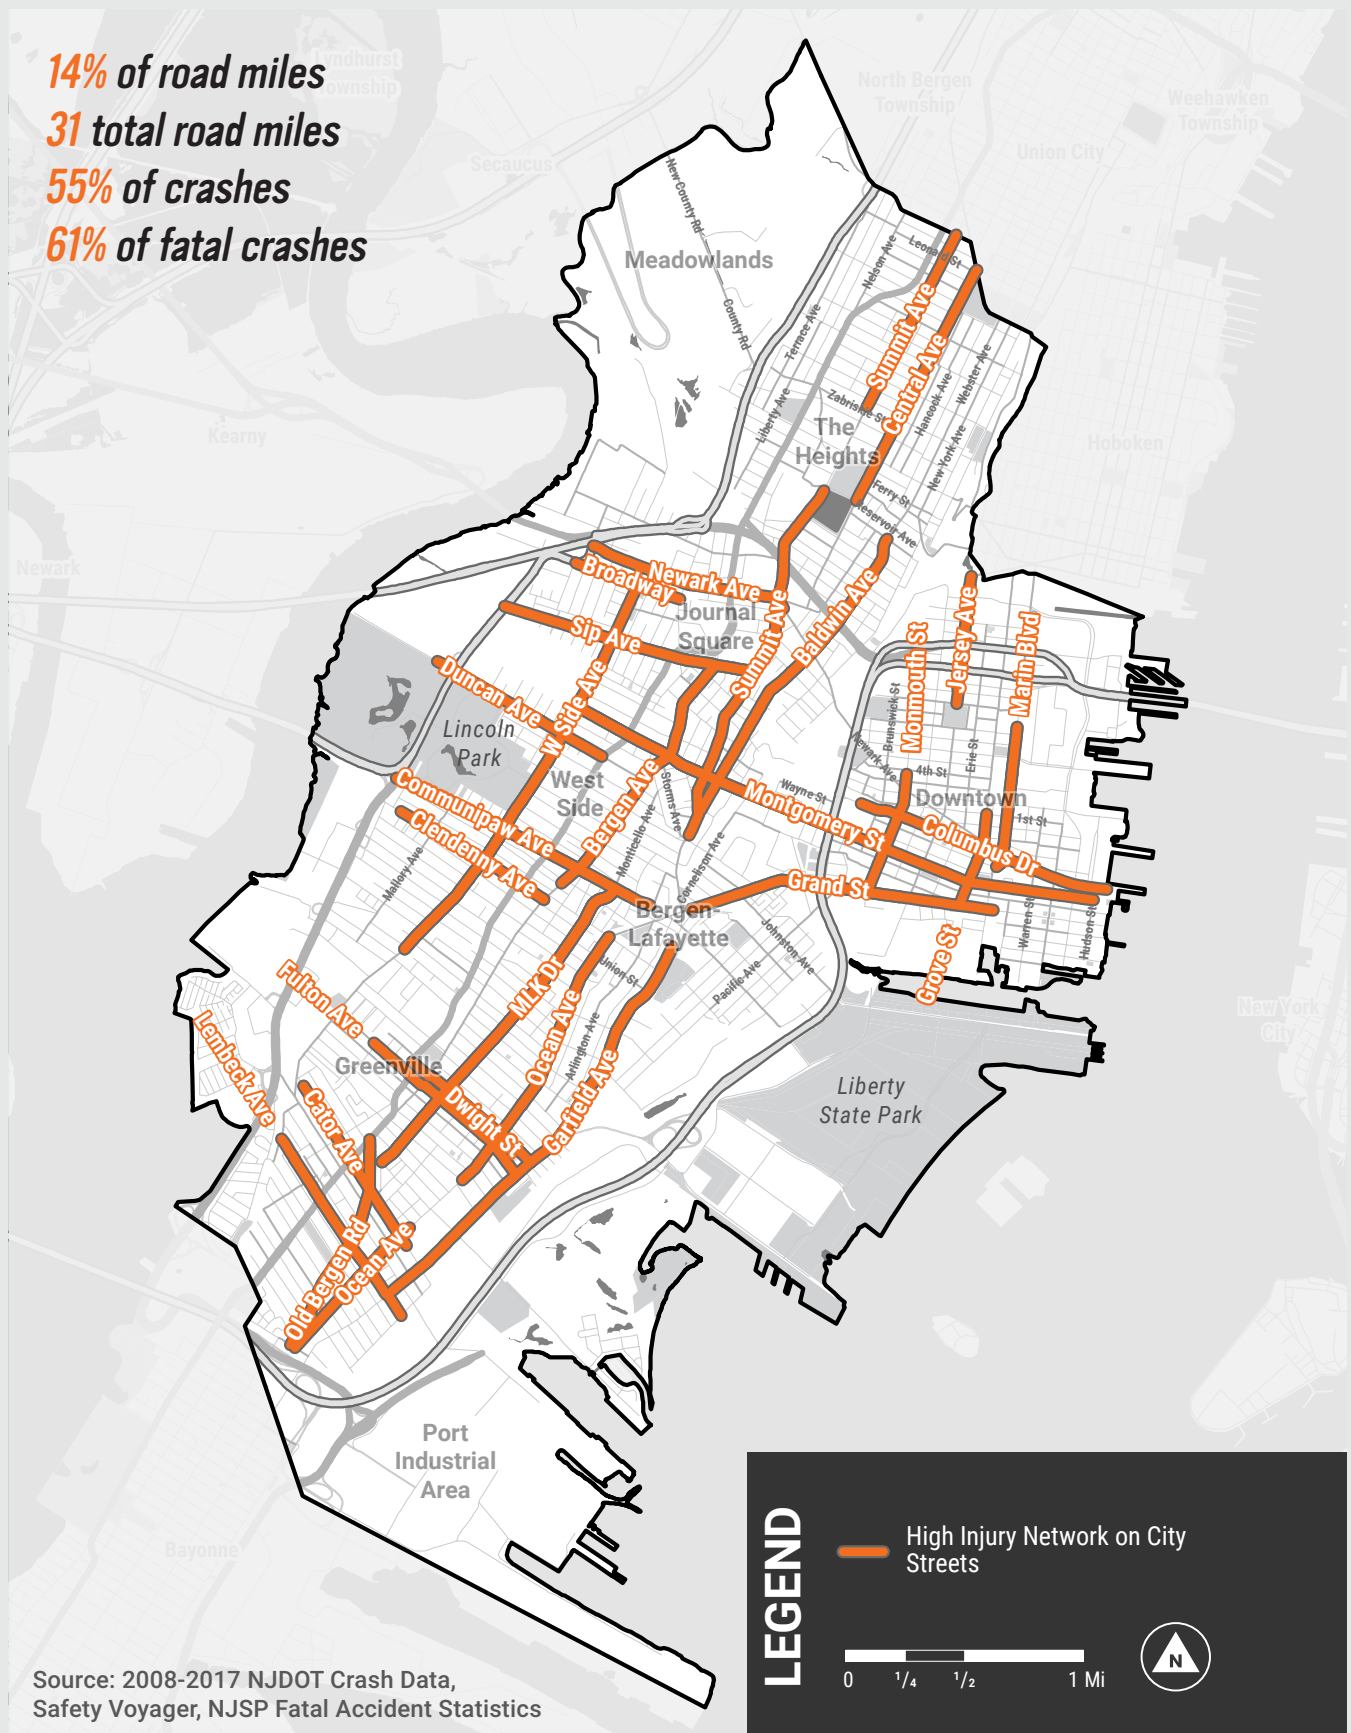 14% of road miles
31 total road miles
55% of crashes
61% of fatal crashes
Lyndhurst
Township
North Bergen
Township
Weehawken
Township
Union City
Secaucus
Kearny
Hoboken
Newark
New York
City
Bayonne
New County Rd
County Rd
Meadowlands
Nelson Ave
Leonard St
Terrace Ave
Liberty Ave
Zabriskie St
Summit Ave
Central Ave
Hancock Ave
Webster Ave
New York Ave
The
Heights
Ferry St
Reservoir Ave
Newark Ave
Broadway
Journal
Square
Sip Ave
Summit Ave
Baldwin Ave
Jersey Ave
Monmouth St
Marin Blvd
Brunswick St
Newark Ave
Erie St
4th St
1st St
Downtown
Duncan Ave
Lincoln
Park
W Side Ave
West
Side
Bergen Ave
Storms Ave
Monticello Ave
Cornelison Ave
Wayne St
Montgomery St
Columbus Dr
Grand St
Communipaw Ave
Clendenny Ave
Mallory Ave
Bergen-
Lafayette
Johnston Ave
Pacific Ave
Union St
Warren St
Hudson St
Grove St
Fulton Ave
MLK Dr
Ocean Ave
Arlington Ave
Garfield Ave
Lembeck Ave
Greenville
Cator Ave
Dwight St
Liberty
State Park
Old Bergen Rd
Ocean Ave
Port
Industrial
Area
LEGEND
High Injury Network on City
Streets
0 1/4 1/2 1 Mi
N
Source: 2008-2017 NJDOT Crash Data,
Safety Voyager, NJSP Fatal Accident Statistics